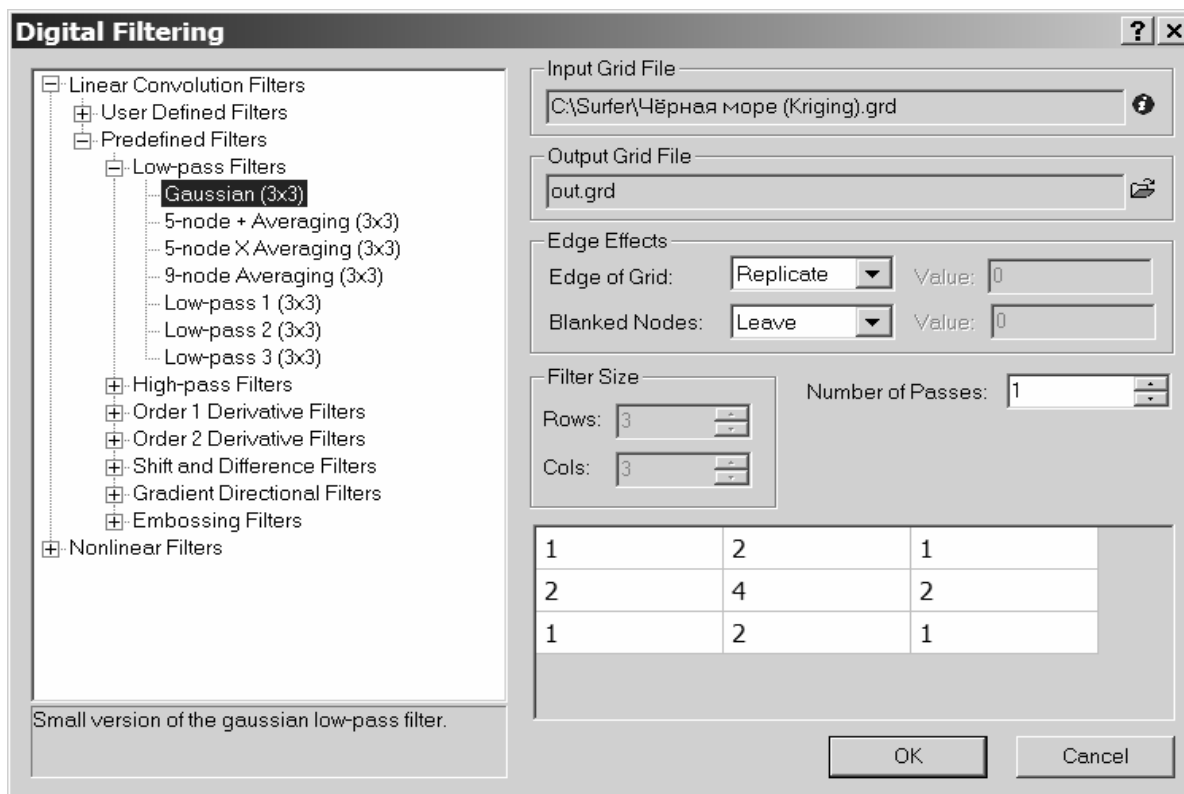 Digital Filtering
Linear Convolution Filters
User Defined Filters
Predefined Filters
Low-pass Filters
Gaussian (3x3)
5-node + Averaging (3x3)
5-node X Averaging (3x3)
9-node Averaging (3x3)
Low-pass 1 (3x3)
Low-pass 2 (3x3)
Low-pass 3 (3x3)
High-pass Filters
Order 1 Derivative Filters
Order 2 Derivative Filters
Shift and Difference Filters
Gradient Directional Filters
Embossing Filters
Nonlinear Filters
Small version of the gaussian low-pass filter.
Input Grid File
C:\Surfer\Чёрная море (Kriging).grd
Output Grid File
out.grd
Edge Effects
Edge of Grid: Replicate Value: 0
Blanked Nodes: Leave Value: 0
Filter Size
Rows: 3
Cols: 3
Number of Passes: 1
1 2 1
2 4 2
1 2 1
OK Cancel